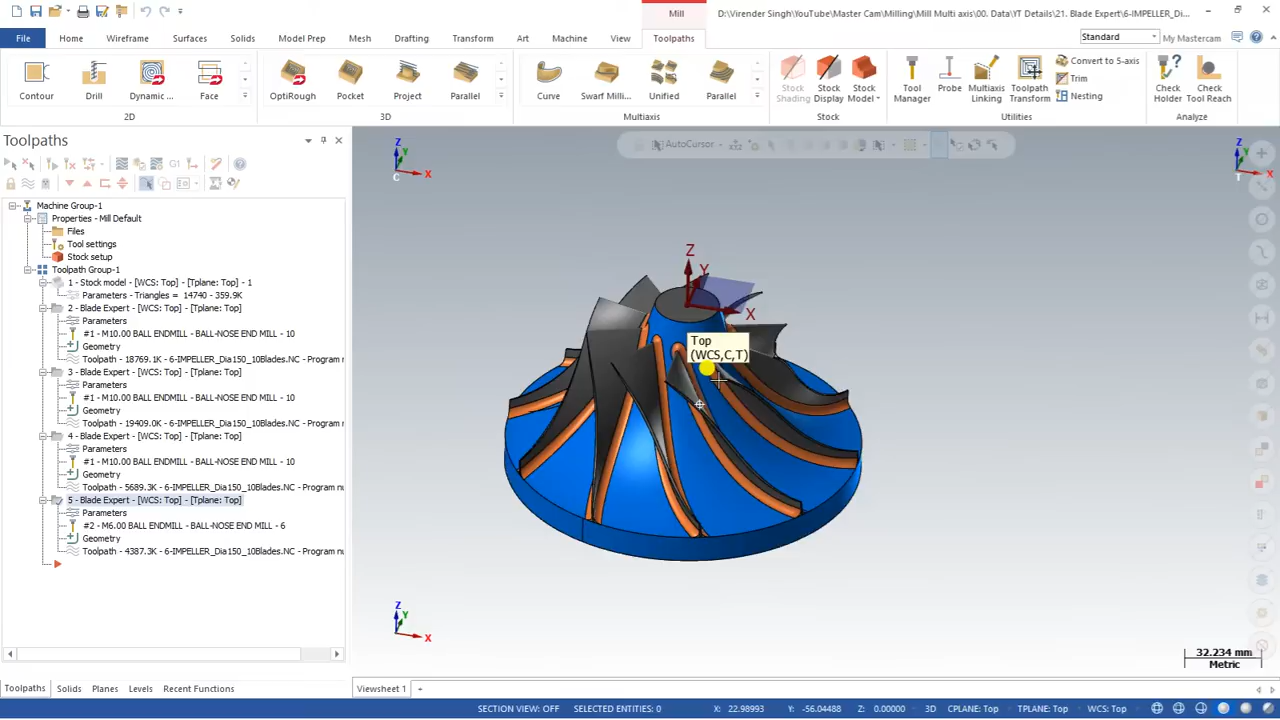 Mill
D:\Virender Singh\YouTube\Master Cam\Milling\Mill Multi axis\00. Data\YT Details\21. Blade Expert\6-IMPELLER_Di...
File
Home
Wireframe
Surfaces
Solids
Model Prep
Mesh
Drafting
Transform
Art
Machine
View
Toolpaths
Standard
My Mastercam
Contour
Drill
Dynamic ...
Face
OptiRough
Pocket
Project
Parallel
Curve
Swarf Milli...
Unified
Parallel
Stock Shading
Stock Display
Stock Model
Tool Manager
Probe
Multiaxis Linking
Toolpath Transform
Convert to 5-axis
Trim
Nesting
Check Holder
Check Tool Reach
2D
3D
Multiaxis
Stock
Utilities
Analyze
Toolpaths
G1
AutoCursor
Machine Group-1
Properties - Mill Default
Files
Tool settings
Stock setup
Toolpath Group-1
1 - Stock model - [WCS: Top] - [Tplane: Top] - 1
Parameters - Triangles = 14740 - 359.9K
2 - Blade Expert - [WCS: Top] - [Tplane: Top]
Parameters
#1 - M10.00 BALL ENDMILL - BALL-NOSE END MILL - 10
Geometry
Toolpath - 18769.1K - 6-IMPELLER_Dia150_10Blades.NC - Program nu
3 - Blade Expert - [WCS: Top] - [Tplane: Top]
Parameters
#1 - M10.00 BALL ENDMILL - BALL-NOSE END MILL - 10
Geometry
Toolpath - 19409.0K - 6-IMPELLER_Dia150_10Blades.NC - Program nu
4 - Blade Expert - [WCS: Top] - [Tplane: Top]
Parameters
#1 - M10.00 BALL ENDMILL - BALL-NOSE END MILL - 10
Geometry
Toolpath - 5689.3K - 6-IMPELLER_Dia150_10Blades.NC - Program nur
5 - Blade Expert - [WCS: Top] - [Tplane: Top]
Parameters
#2 - M6.00 BALL ENDMILL - BALL-NOSE END MILL - 6
Geometry
Toolpath - 4387.3K - 6-IMPELLER_Dia150_10Blades.NC - Program nur
Z
Y
X
C
Z
Y
X
T
Z
Y
X
Top
(WCS,C,T)
Z
Y
X
32.234 mm
Metric
Toolpaths
Solids
Planes
Levels
Recent Functions
Viewsheet 1
+
SECTION VIEW: OFF
SELECTED ENTITIES: 0
X: 22.98993
Y: -56.04488
Z: 0.00000
3D
CPLANE: Top
TPLANE: Top
WCS: Top